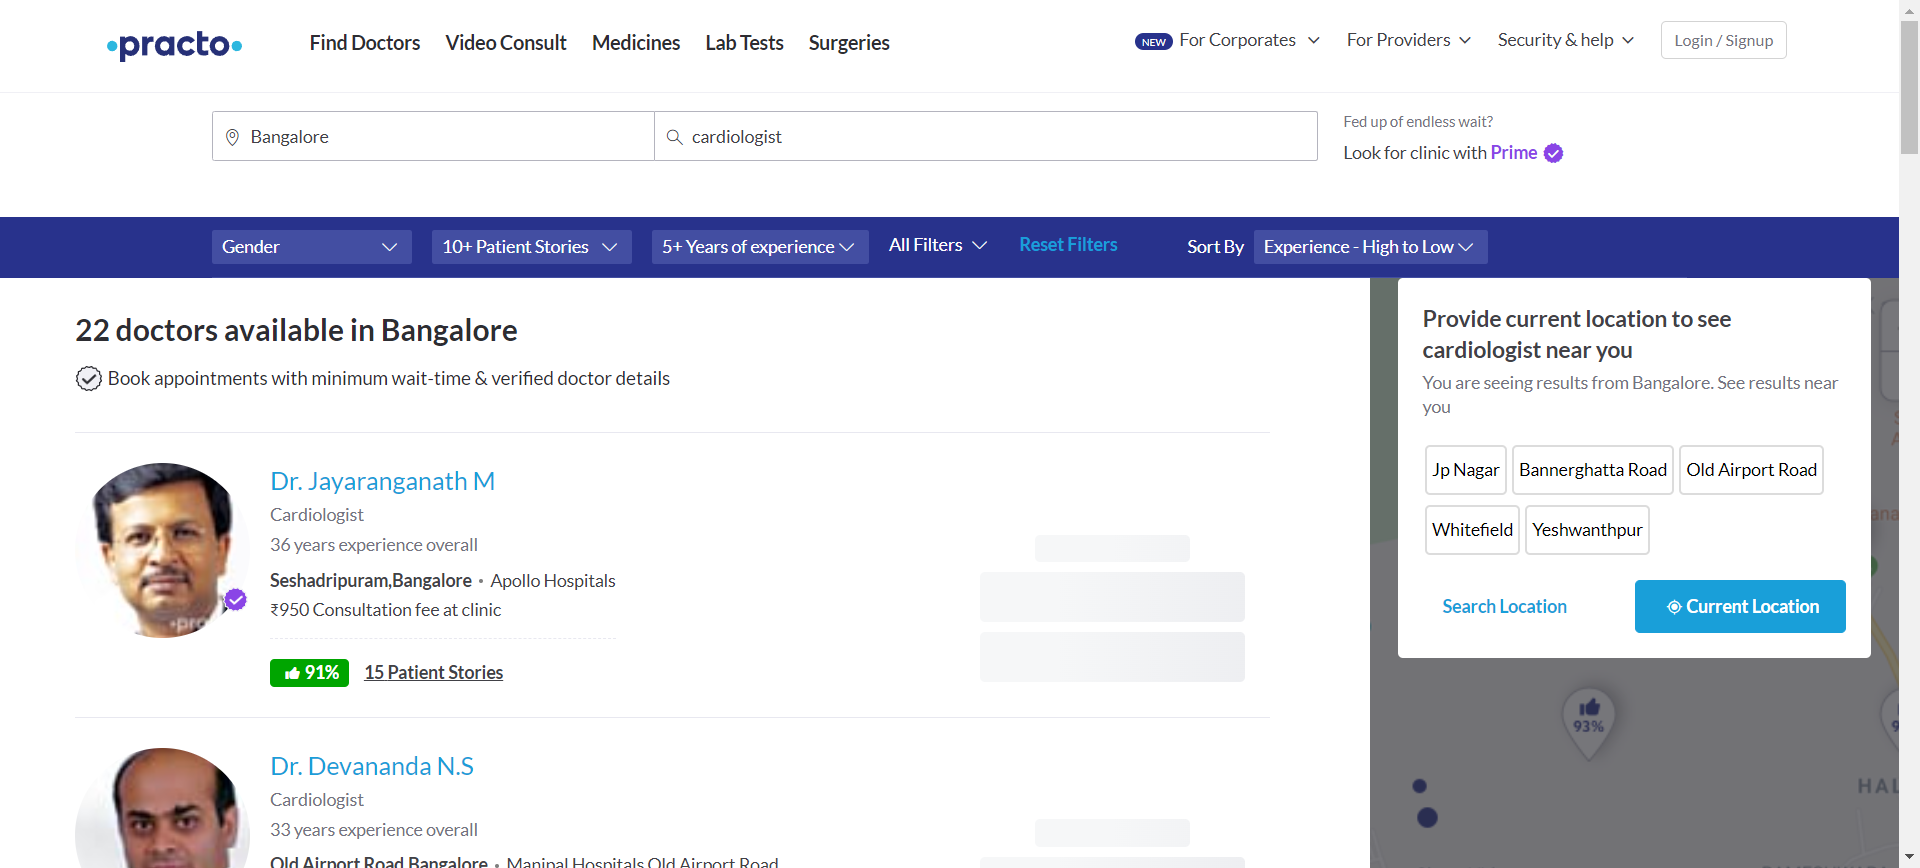 practo
Find Doctors
Video Consult
Medicines
Lab Tests
Surgeries
NEW For Corporates
For Providers
Security & help
Login / Signup
Bangalore
cardiologist
Fed up of endless wait?
Look for clinic with Prime
Gender
10+ Patient Stories
5+ Years of experience
All Filters
Reset Filters
Sort By
Experience - High to Low
22 doctors available in Bangalore
Book appointments with minimum wait-time & verified doctor details
Dr. Jayaranganath M
Cardiologist
36 years experience overall
Seshadripuram,Bangalore • Apollo Hospitals
₹950 Consultation fee at clinic
91%
15 Patient Stories
Dr. Devananda N.S
Cardiologist
33 years experience overall
Old Airport Road,Bangalore • Manipal Hospitals Old Airport Road
Provide current location to see
cardiologist near you
You are seeing results from Bangalore. See results near
you
Jp Nagar
Bannerghatta Road
Old Airport Road
Whitefield
Yeshwanthpur
Search Location
Current Location
93%
HAL